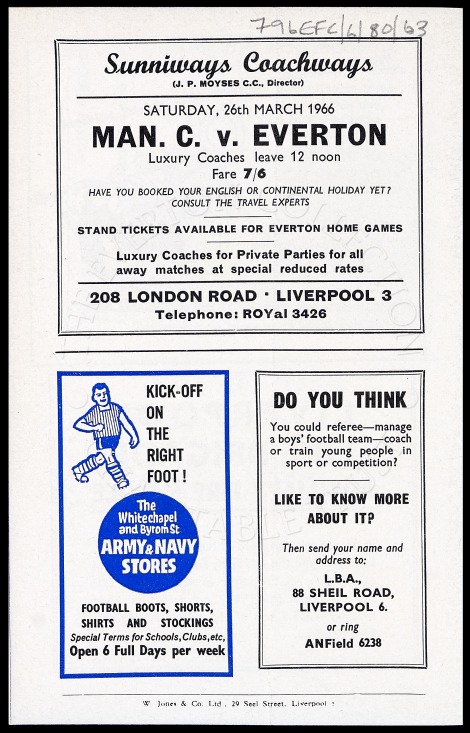 796EFC/6/80/63
Sunniways Coachways
(J. P. MOYSES C.C., Director)
SATURDAY, 26th MARCH 1966
MAN. C. v. EVERTON
Luxury Coaches leave 12 noon
Fare 7/6
HAVE YOU BOOKED YOUR ENGLISH OR CONTINENTAL HOLIDAY YET?
CONSULT THE TRAVEL EXPERTS
STAND TICKETS AVAILABLE FOR EVERTON HOME GAMES
Luxury Coaches for Private Parties for all
away matches at special reduced rates
208 LONDON ROAD · LIVERPOOL 3
Telephone: ROYal 3426
KICK-OFF
ON
THE
RIGHT
FOOT!
The
Whitechapel
and Byrom St
ARMY & NAVY
STORES
FOOTBALL BOOTS, SHORTS,
SHIRTS AND STOCKINGS
Special Terms for Schools, Clubs, etc,
Open 6 Full Days per week
DO YOU THINK
You could referee—manage
a boys' football team—coach
or train young people in
sport or competition?
LIKE TO KNOW MORE
ABOUT IT?
Then send your name and
address to;
L.B.A.,
88 SHEIL ROAD,
LIVERPOOL 6.
or ring
ANField 6238
W. Jones & Co. Ltd., 29 Seel Street, Liverpool